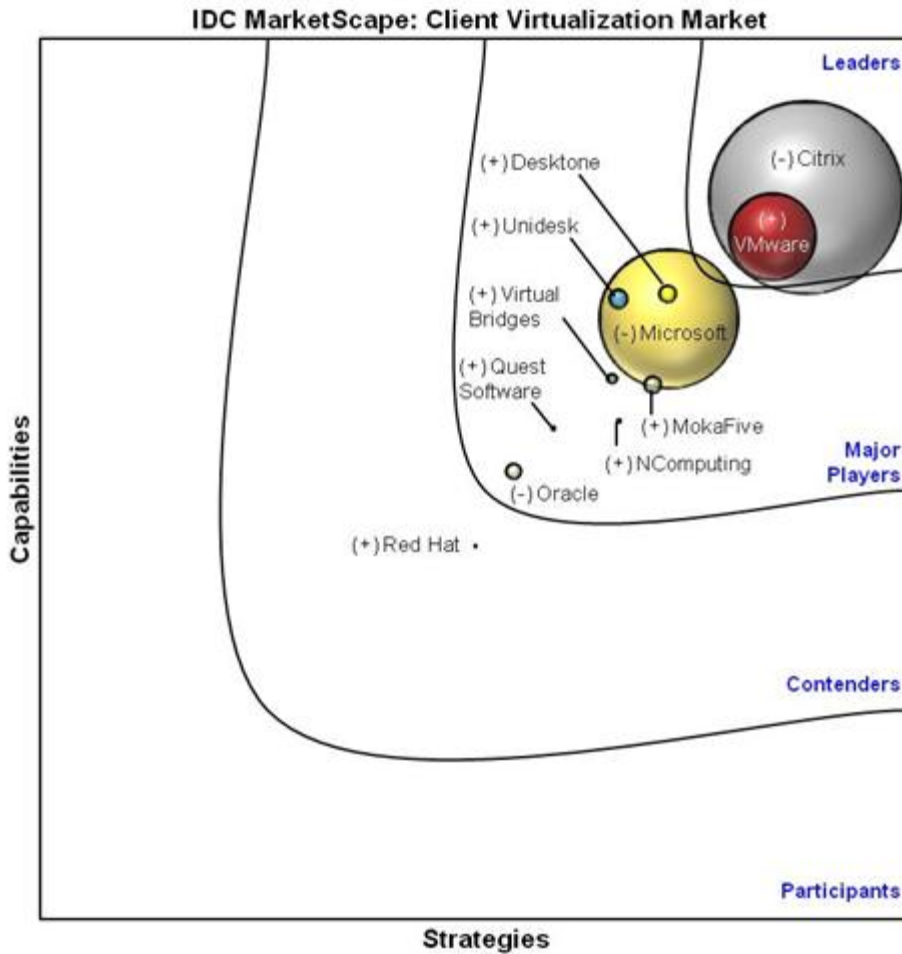 IDC MarketScape: Client Virtualization Market
Leaders
(-) Citrix
(+) Desktone
(+)
VMware
(+) Unidesk
(+) Virtual
Bridges
(-) Microsoft
(+) Quest
Software
(+) MokaFive
Major
Players
(+) NComputing
(-) Oracle
Capabilities
(+) Red Hat
Contenders
Participants
Strategies